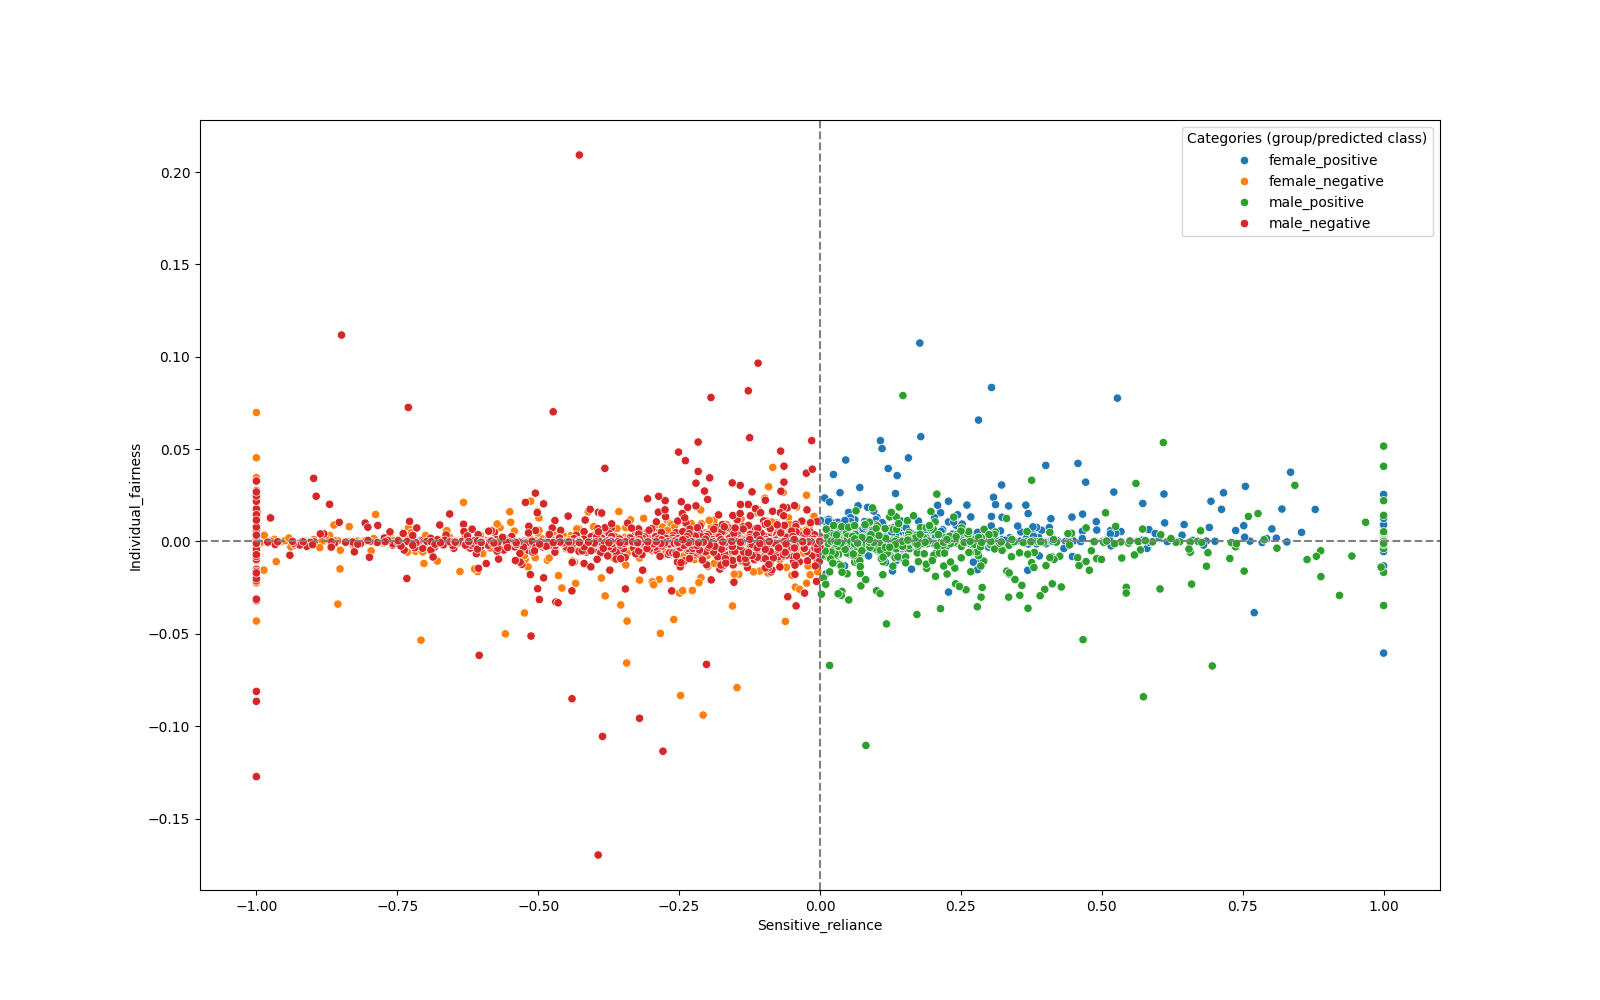 Categories (group/predicted class)
female_positive
female_negative
male_positive
male_negative
0.20
0.15
0.10
0.05
0.00
−0.05
−0.10
−0.15
Individual_fairness
−1.00 −0.75 −0.50 −0.25 0.00 0.25 0.50 0.75 1.00
Sensitive_reliance